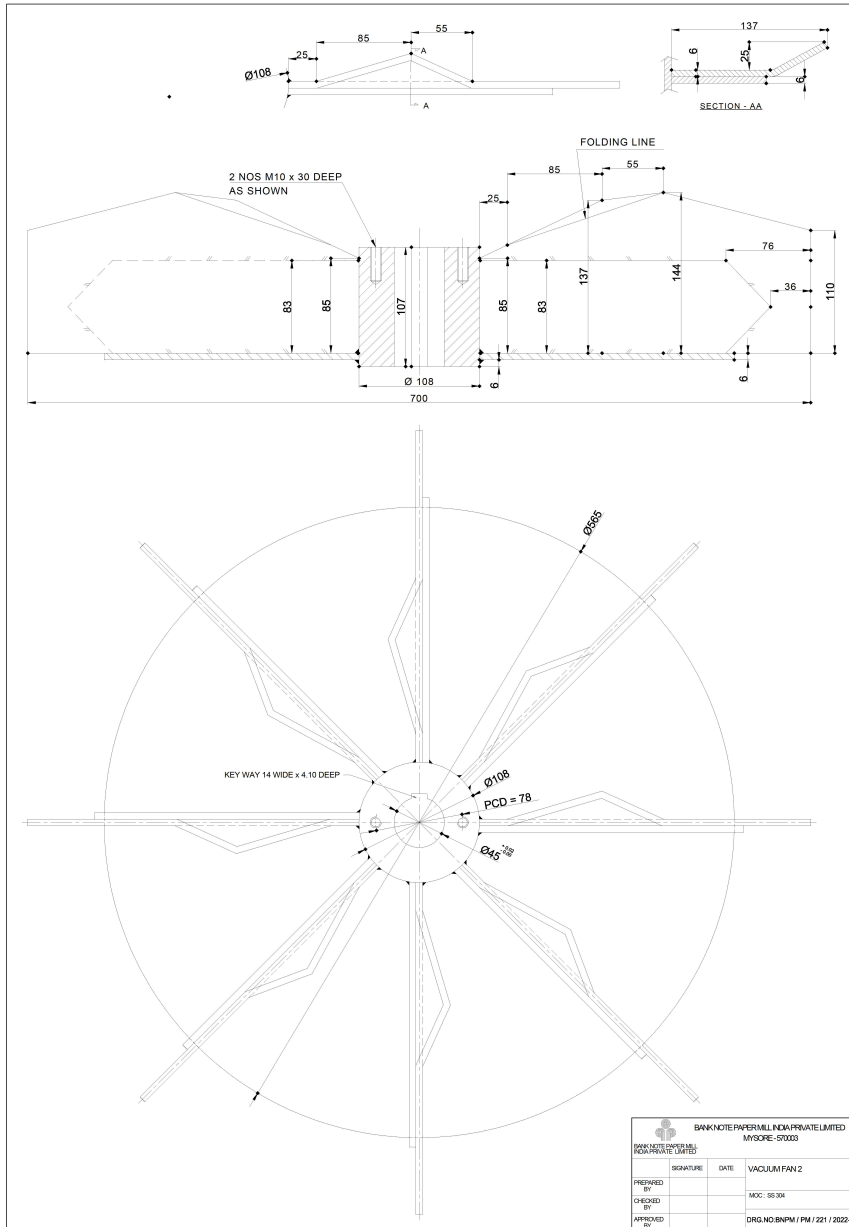 137
55
85
A
25
6
25
Ø108
6
A
SECTION - AA
FOLDING LINE
2 NOS M10 x 30 DEEP
AS SHOWN
85
55
25
76
137
144
36
110
83
85
107
85
83
6
6
Ø 108
700
Ø565
KEY WAY 14 WIDE x 4.10 DEEP
Ø108
PCD = 78
Ø45
BANK NOTE PAPER MILL INDIA PRIVATE LIMITED
MYSORE - 570003
BANK NOTE PAPER MILL
INDIA PRIVATE LIMITED
SIGNATURE
DATE
VACUUM FAN 2
PREPARED
BY
MOC : SS 304
CHECKED
BY
APPROVED
BY
DRG.NO:BNPM / PM / 221 / 2022-